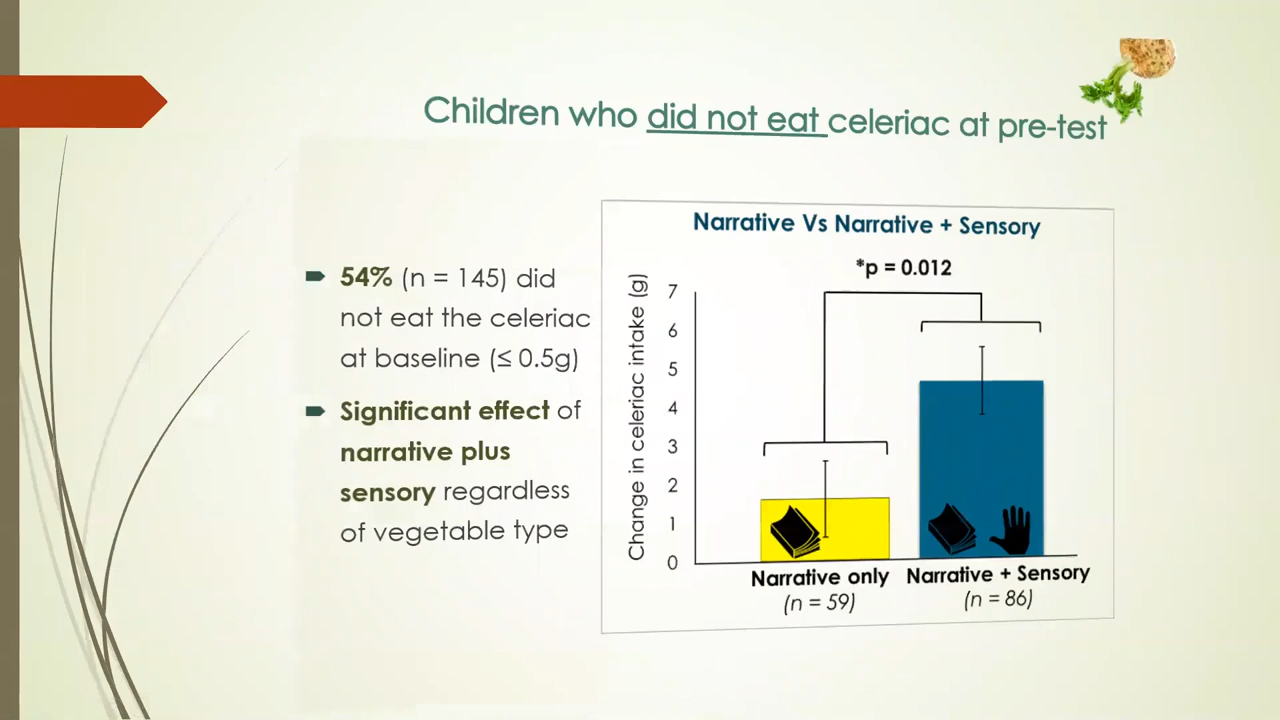 Children who did not eat celeriac at pre-test
54% (n = 145) did
not eat the celeriac
at baseline (≤ 0.5g)
Significant effect of
narrative plus
sensory regardless
of vegetable type
Narrative Vs Narrative + Sensory
*p = 0.012
Change in celeriac intake (g)
7
6
5
4
3
2
1
0
Narrative only
(n = 59)
Narrative + Sensory
(n = 86)